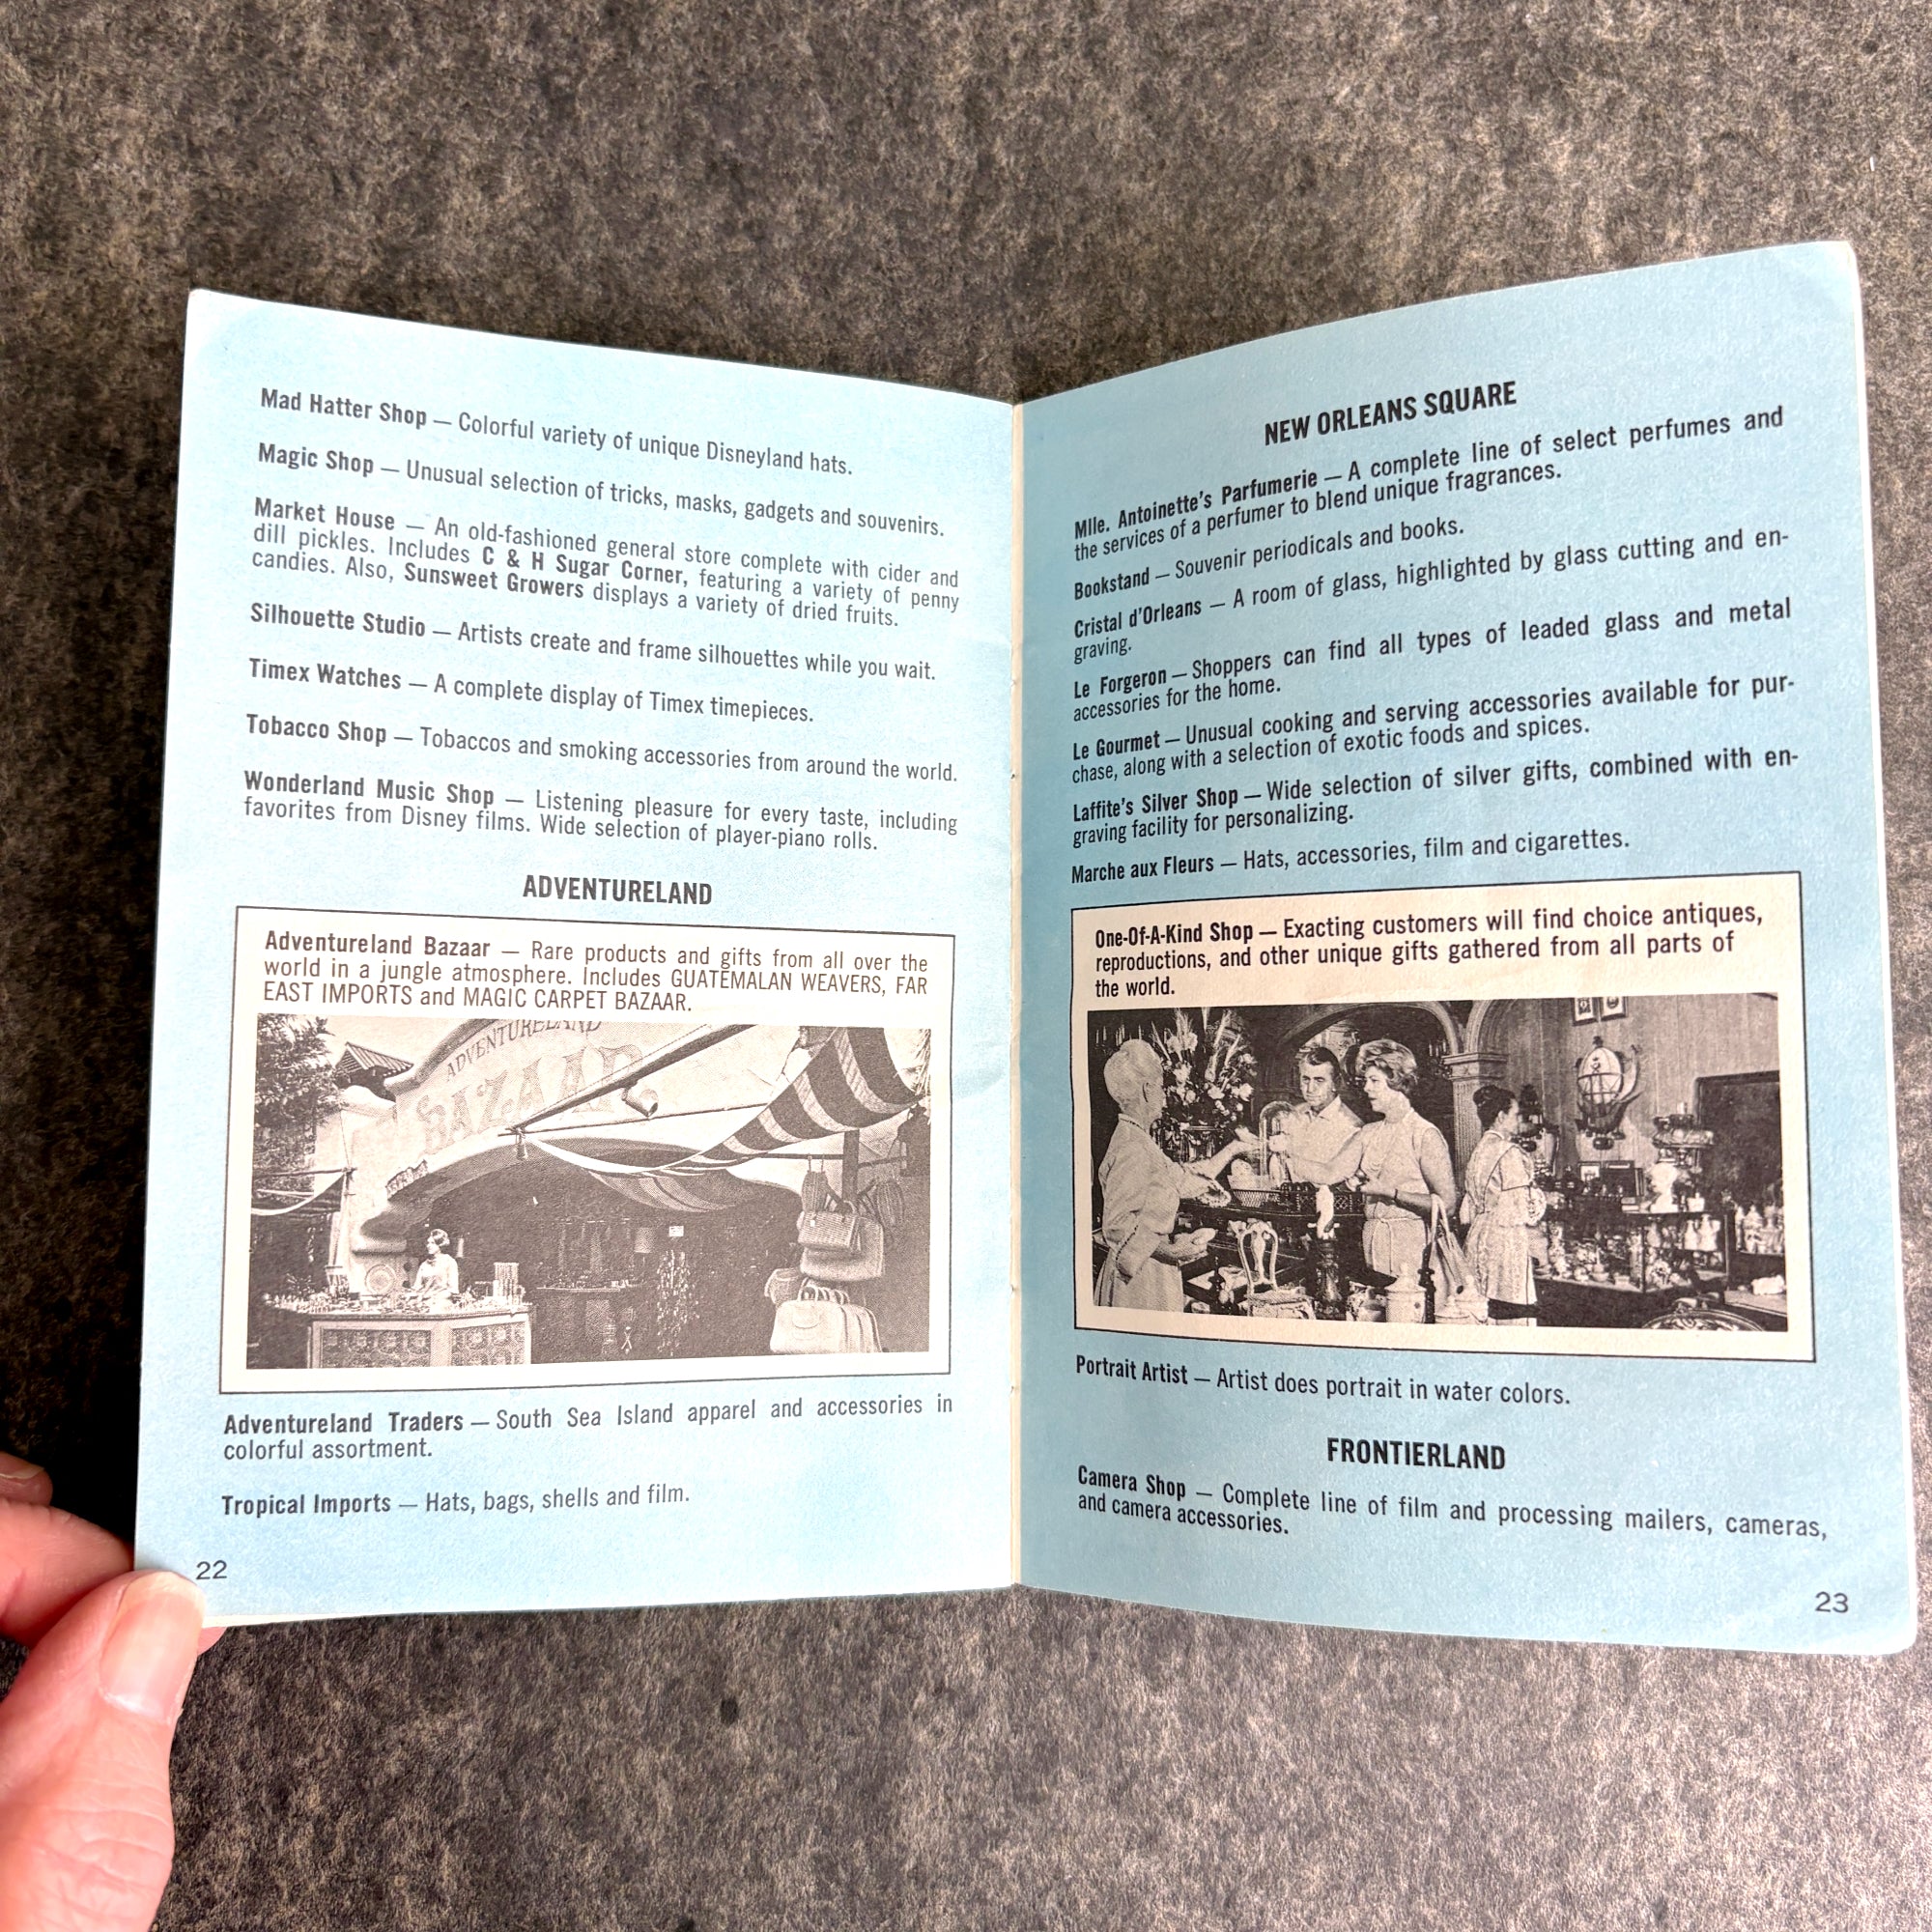 Mad Hatter Shop — Colorful variety of unique Disneyland hats.
Magic Shop — Unusual selection of tricks, masks, gadgets and souvenirs.
Market House — An old-fashioned general store complete with cider and
dill pickles. Includes C & H Sugar Corner, featuring a variety of penny
candies. Also, Sunsweet Growers displays a variety of dried fruits.
Silhouette Studio — Artists create and frame silhouettes while you wait.
Timex Watches — A complete display of Timex timepieces.
Tobacco Shop — Tobaccos and smoking accessories from around the world.
Wonderland Music Shop — Listening pleasure for every taste, including
favorites from Disney films. Wide selection of player-piano rolls.
ADVENTURELAND
Adventureland Bazaar — Rare products and gifts from all over the
world in a jungle atmosphere. Includes GUATEMALAN WEAVERS, FAR
EAST IMPORTS and MAGIC CARPET BAZAAR.
ADVENTURELAND
BAZAAR
Adventureland Traders — South Sea Island apparel and accessories in
colorful assortment.
Tropical Imports — Hats, bags, shells and film.
22
NEW ORLEANS SQUARE
Mlle. Antoinette's Parfumerie — A complete line of select perfumes and
the services of a perfumer to blend unique fragrances.
Bookstand — Souvenir periodicals and books.
Cristal d'Orleans — A room of glass, highlighted by glass cutting and en-
graving.
Le Forgeron — Shoppers can find all types of leaded glass and metal
accessories for the home.
Le Gourmet — Unusual cooking and serving accessories available for pur-
chase, along with a selection of exotic foods and spices.
Laffite's Silver Shop — Wide selection of silver gifts, combined with en-
graving facility for personalizing.
Marche aux Fleurs — Hats, accessories, film and cigarettes.
One-Of-A-Kind Shop — Exacting customers will find choice antiques,
reproductions, and other unique gifts gathered from all parts of
the world.
Portrait Artist — Artist does portrait in water colors.
FRONTIERLAND
Camera Shop — Complete line of film and processing mailers, cameras,
and camera accessories.
23